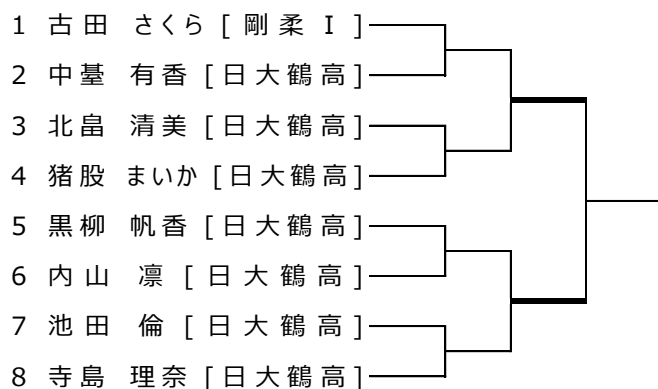 1 古田 さくら [ 剛柔 I ]
2 中䑓 有香 [日大鶴高]
3 北畠 清美 [日大鶴高]
4 猪股 まいか [日大鶴高]
5 黒柳 帆香 [日大鶴高]
6 内山 凛 [日大鶴高]
7 池田 倫 [日大鶴高]
8 寺島 理奈 [日大鶴高]